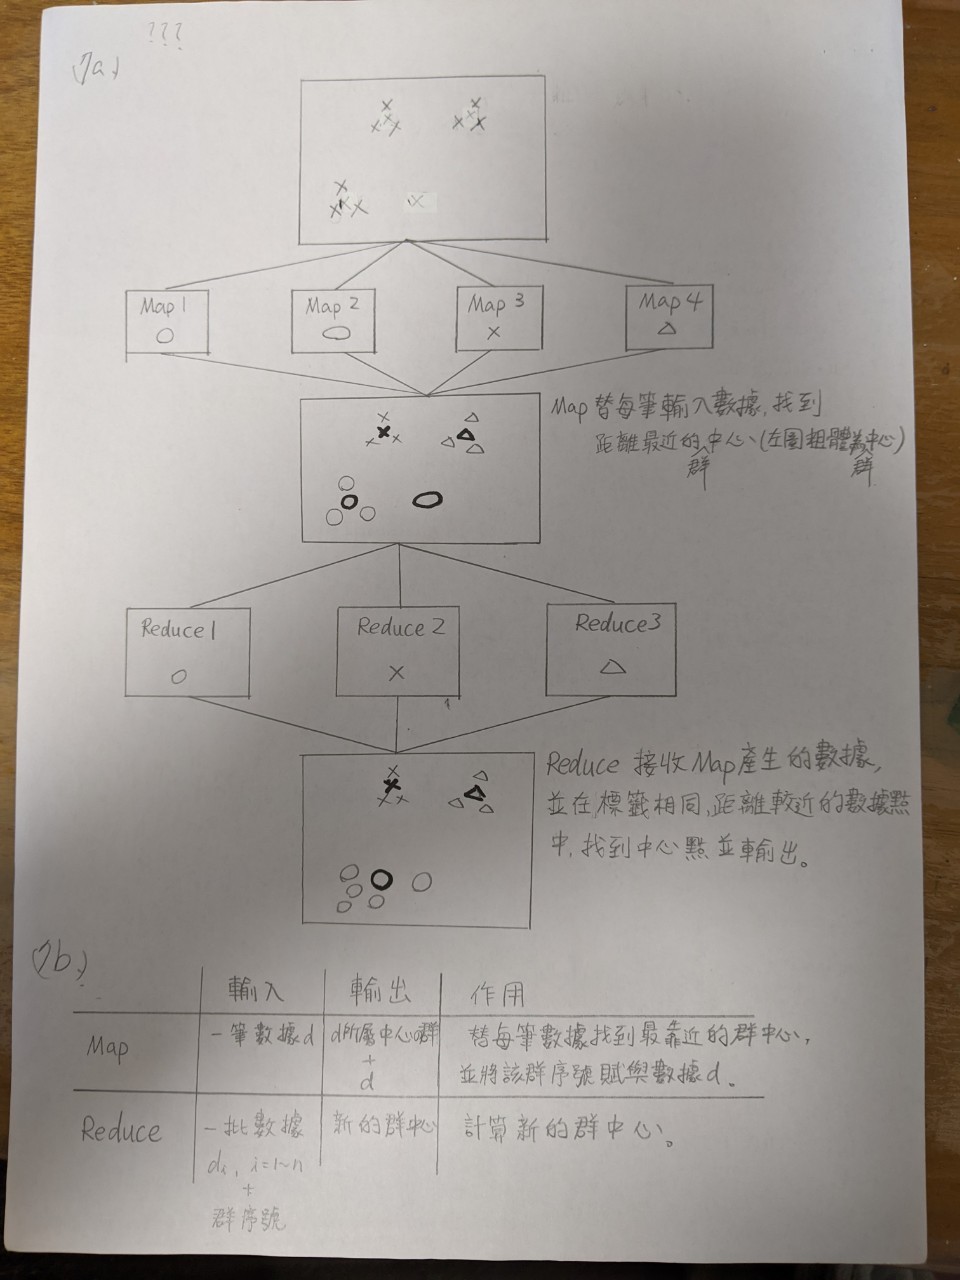 ???
7a、
Map 1
Map 2
Map 3
Map 4
Map 替每筆輸入數據,找到
距離最近的群中心、(左圖粗體為群中心)
Reduce 1
Reduce 2
Reduce3
Reduce 接收Map產生的數據,
並在標籤相同、距離較近的數據點
中,找到中心點並輸出。
7b、
輸入 輸出 作用
Map 一筆數據d d所屬中心の群 + d 替每筆數據找到最靠近的群中心,
並將該群序號賦與數據d。
Reduce 一批數據 新的群中心 計算新的群中心。
di, i=1~n
+
群序號